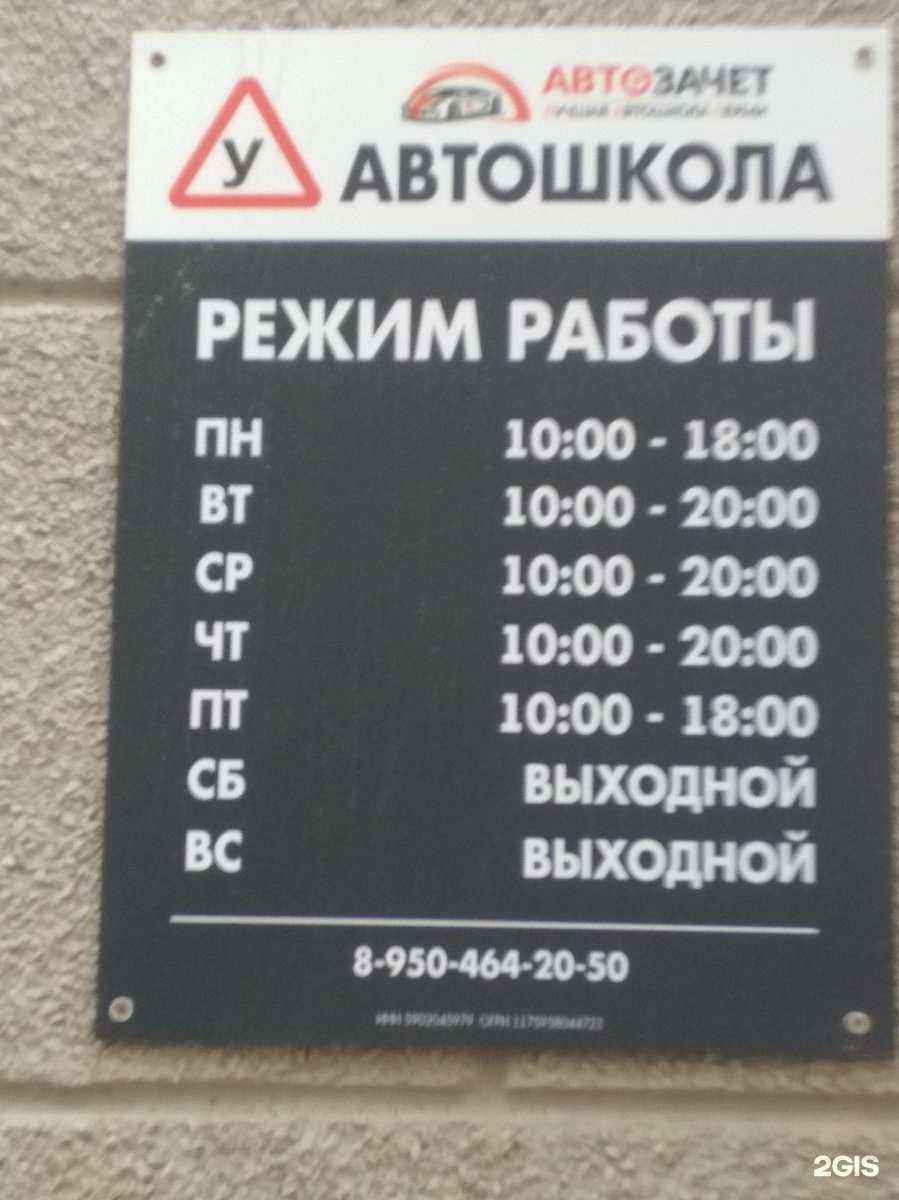 АВТОЗАЧЕТ
У АВТОШКОЛА
РЕЖИМ РАБОТЫ
ПН 10:00 - 18:00
ВТ 10:00 - 20:00
СР 10:00 - 20:00
ЧТ 10:00 - 20:00
ПТ 10:00 - 18:00
СБ ВЫХОДНОЙ
ВС ВЫХОДНОЙ
8-950-464-20-50
ИНН ОГРН
2GIS